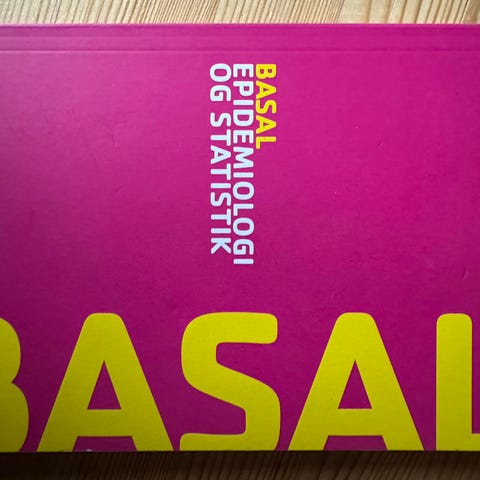 BASAL
EPIDEMIOLOGI
OG STATISTIK
BASAL